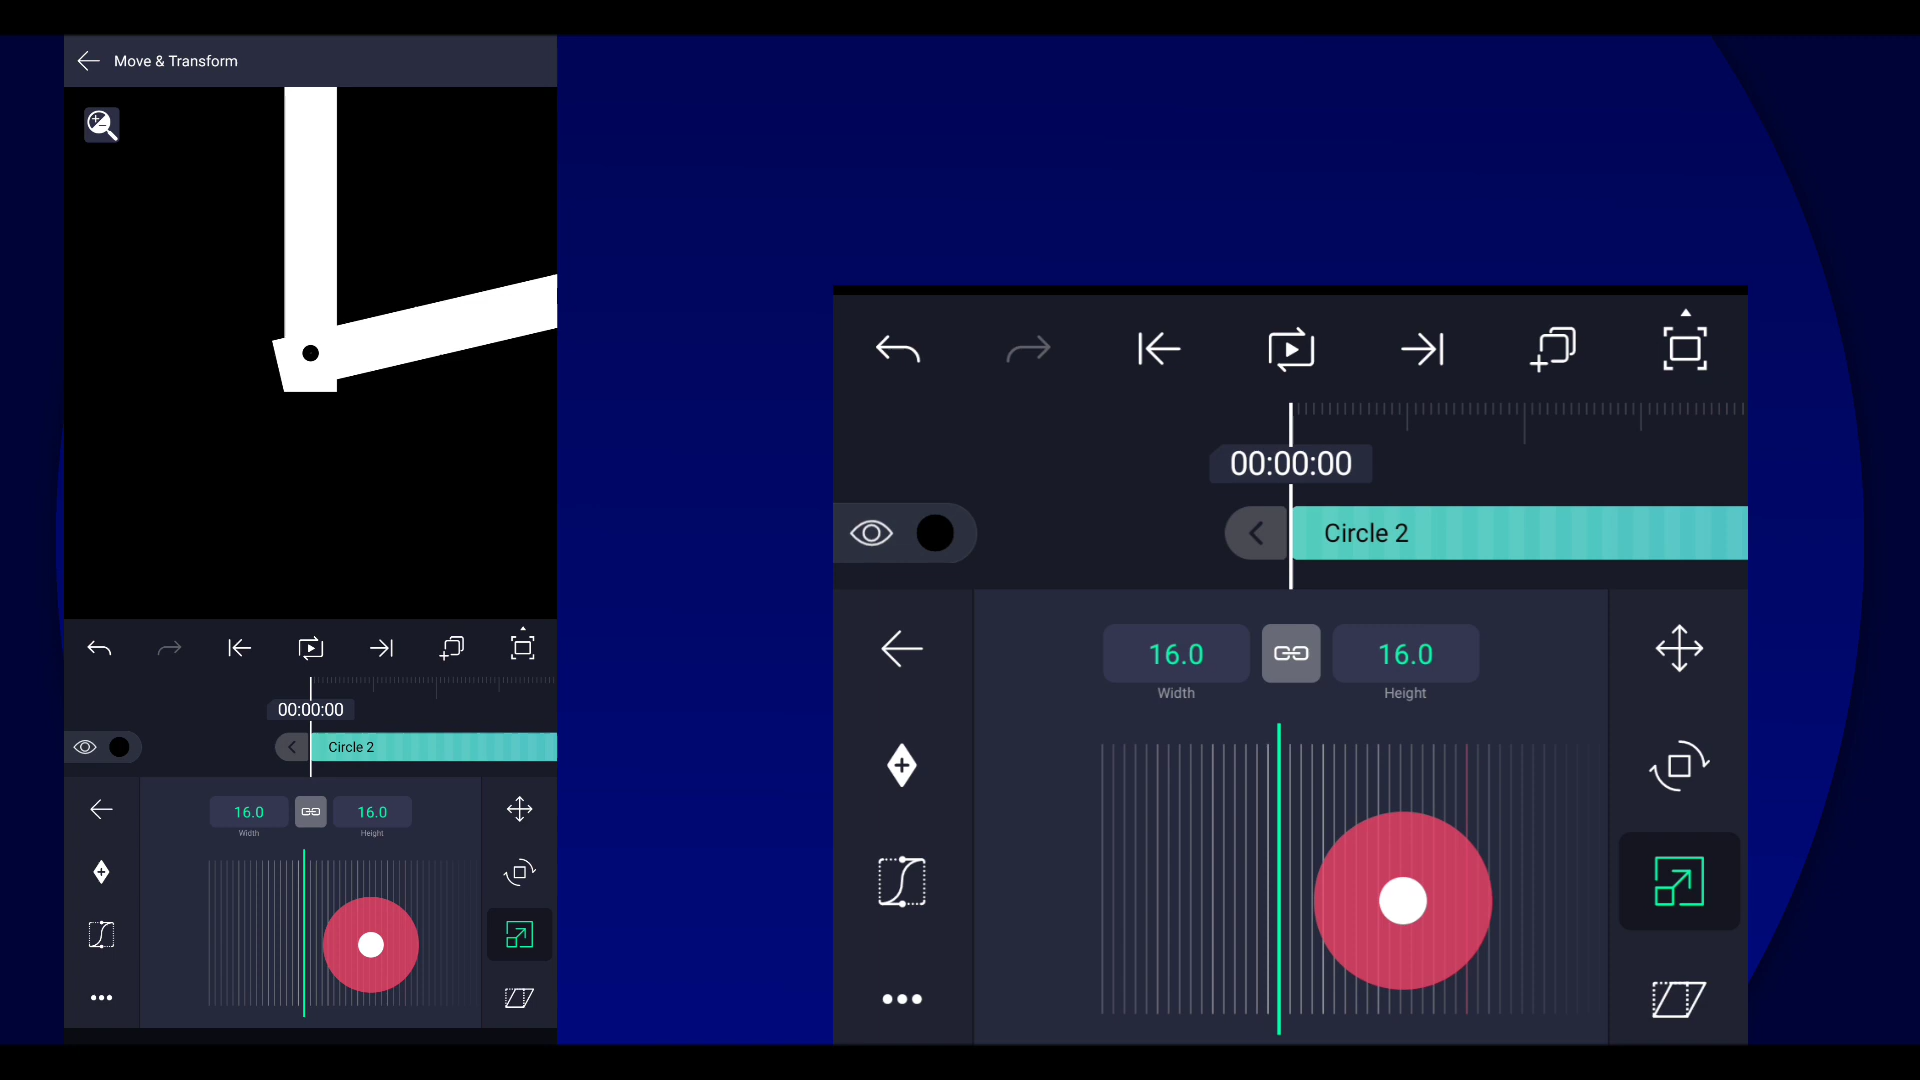 Move & Transform
00:00:00
Circle 2
16.0
16.0
Width
Height
00:00:00
Circle 2
16.0
16.0
Width
Height